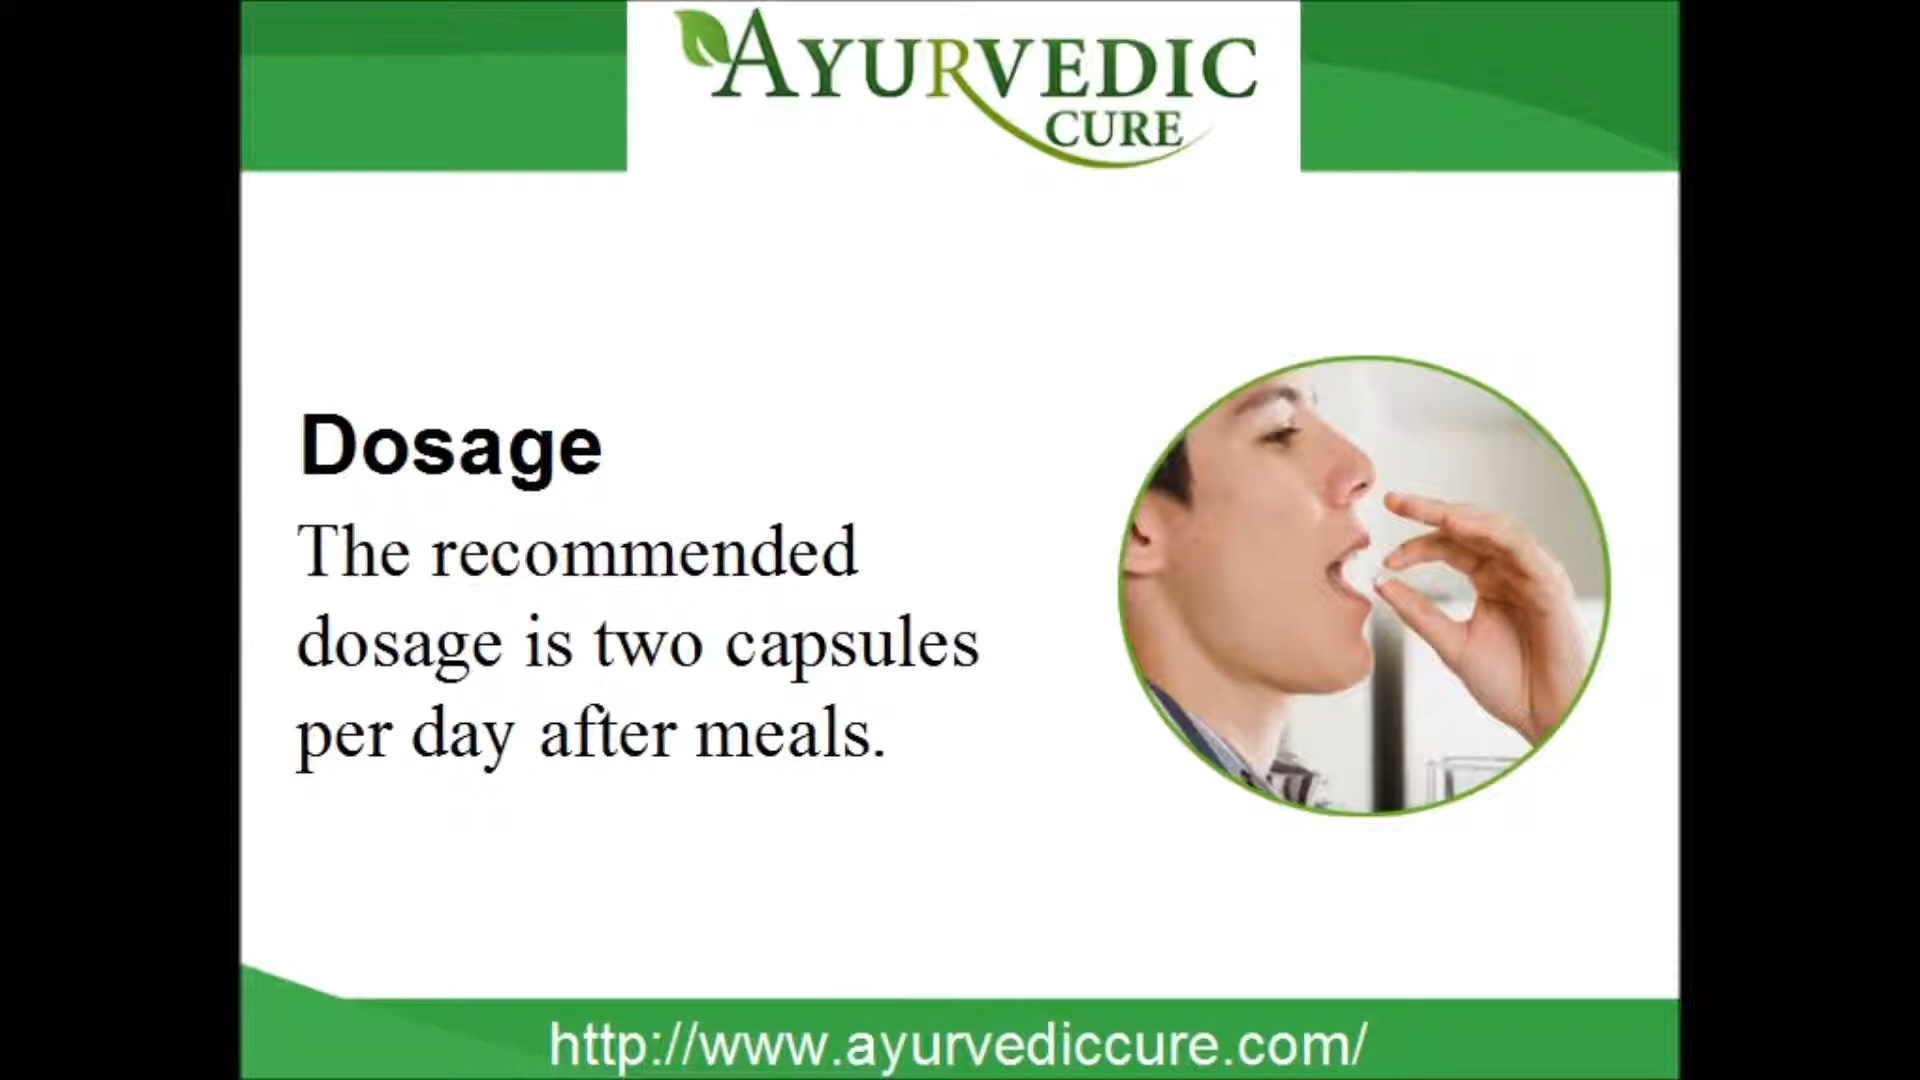 AYURVEDIC
CURE
Dosage
The recommended
dosage is two capsules
per day after meals.
http://www.ayurvediccure.com/